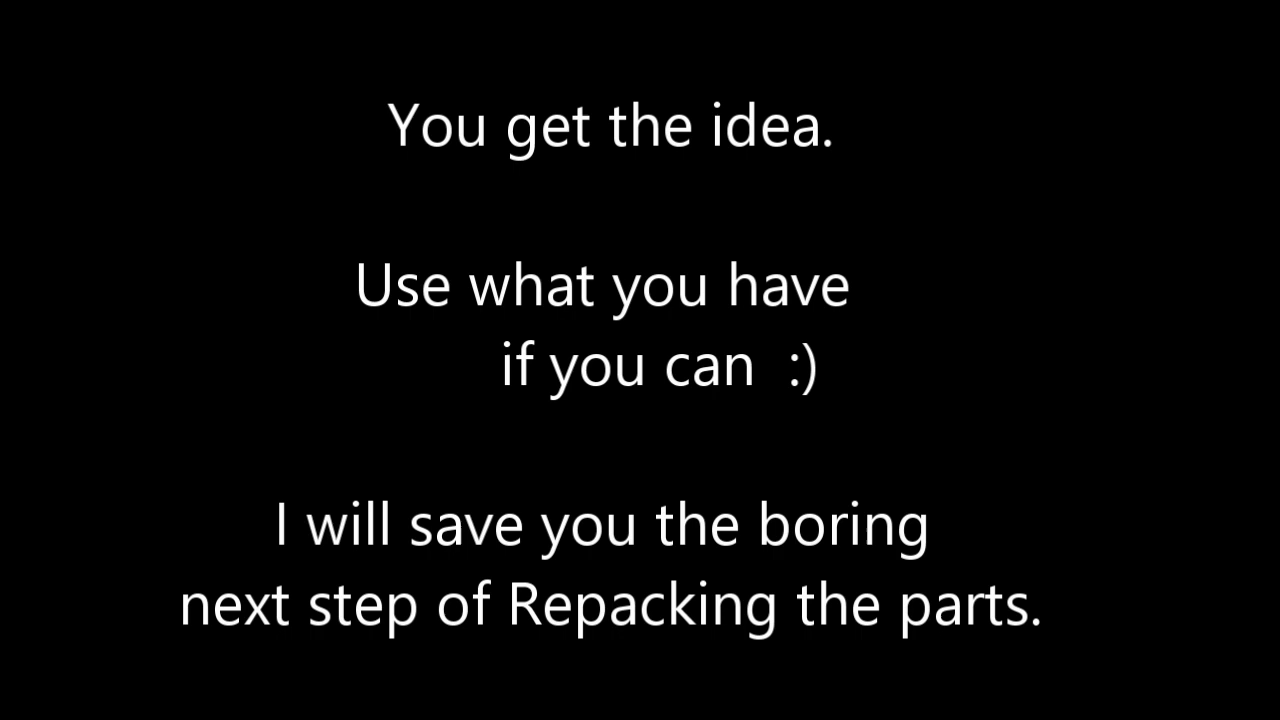 You get the idea.
Use what you have
if you can :)
I will save you the boring
next step of Repacking the parts.